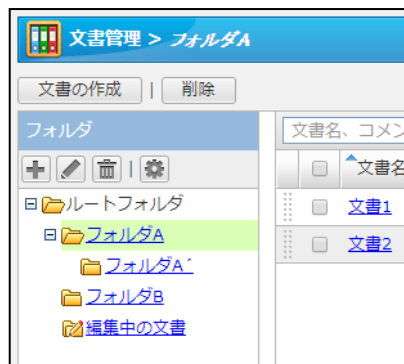 文書管理 > フォルダA
文書の作成 | 削除
フォルダ
文書名、コメン
文書名
ルートフォルダ
フォルダA
フォルダA´
フォルダB
編集中の文書
文書1
文書2